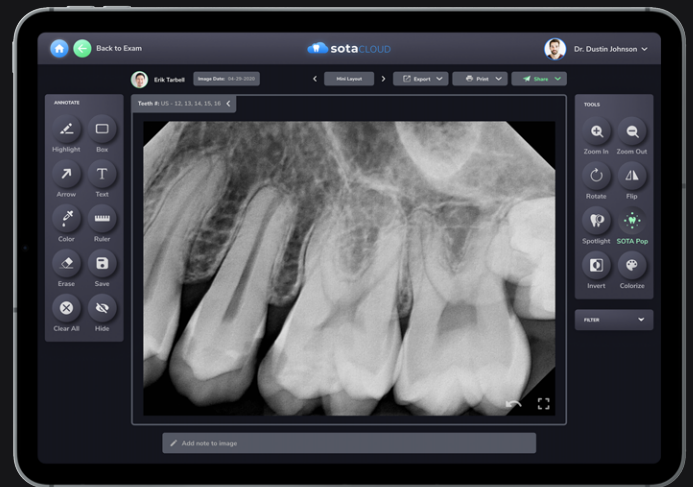 Back to Exam
sotaCLOUD
Dr. Dustin Johnson
Erik Tarbell
Image Date: 04-29-2020
Mist Layout
Export
Print
Share
ANNOTATE
Highlight
Box
Arrow
Text
Color
Ruler
Erase
Save
Clear All
Hide
Teeth #: US - 12, 13, 14, 15, 16
TOOLS
Zoom In
Zoom Out
Rotate
Flip
Spotlight
SOTA Pop
Invert
Colorize
FILTER
Add note to image